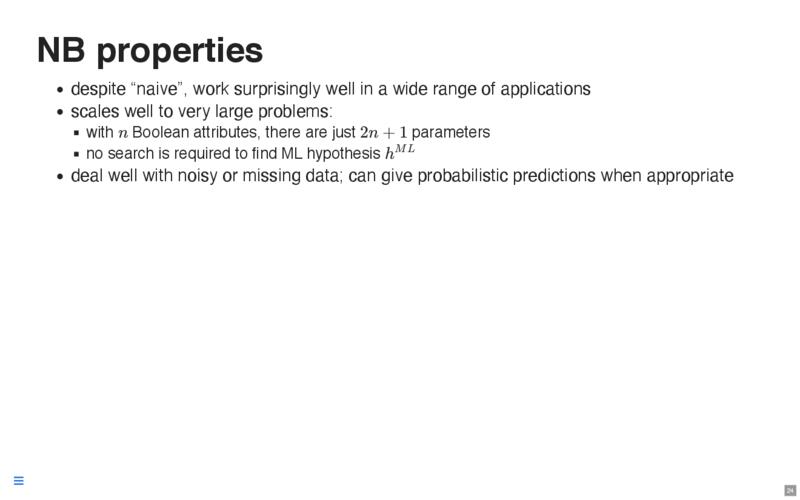 NB properties
• despite “naive”, work surprisingly well in a wide range of applications
• scales well to very large problems:
▪ with n Boolean attributes, there are just 2n + 1 parameters
▪ no search is required to find ML hypothesis h^{ML}
• deal well with noisy or missing data; can give probabilistic predictions when appropriate
24